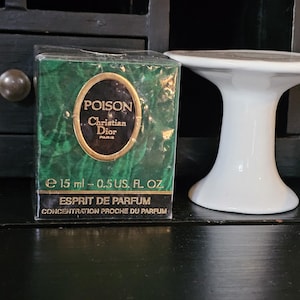 POISON
Christian
Dior
PARIS
℮ 15 ml – 0.5 US. FL. OZ.
ESPRIT DE PARFUM
CONCENTRATION PROCHE DU PARFUM